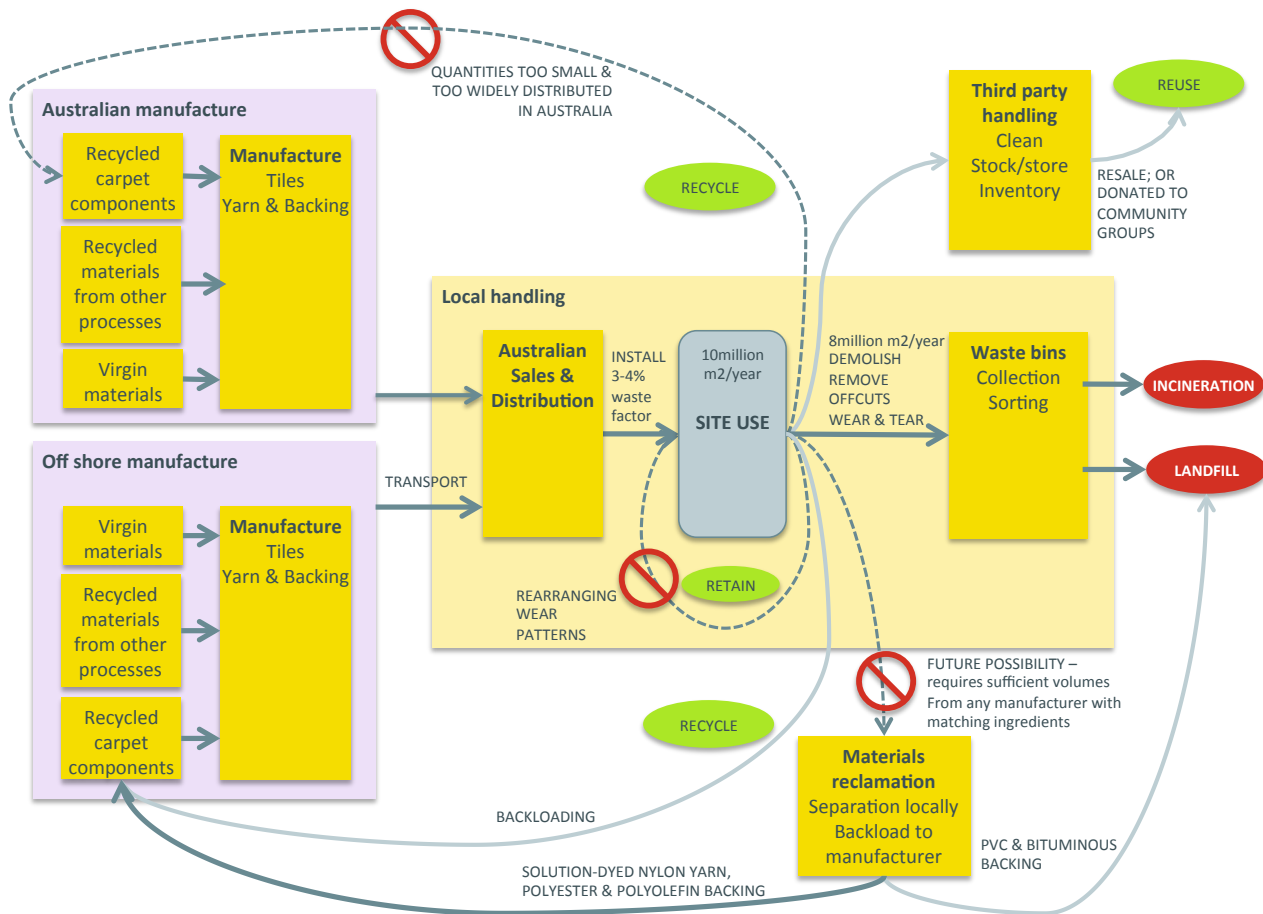 QUANTITIES TOO SMALL &
TOO WIDELY DISTRIBUTED
IN AUSTRALIA
Australian manufacture
Recycled
carpet
components
Manufacture
Tiles
Yarn & Backing
Recycled
materials
from other
processes
Virgin
materials
RECYCLE
Third party
handling
Clean
Stock/store
Inventory
REUSE
RESALE; OR
DONATED TO
COMMUNITY
GROUPS
Local handling
Australian
Sales &
Distribution
INSTALL
3-4%
waste
factor
10million
m2/year
SITE USE
8million m2/year
DEMOLISH
REMOVE
OFFCUTS
WEAR & TEAR
Waste bins
Collection
Sorting
INCINERATION
LANDFILL
Off shore manufacture
TRANSPORT
Virgin
materials
Manufacture
Tiles
Yarn & Backing
Recycled
materials
from other
processes
Recycled
carpet
components
REARRANGING
WEAR
PATTERNS
RETAIN
RECYCLE
FUTURE POSSIBILITY –
requires sufficient volumes
From any manufacturer with
matching ingredients
Materials
reclamation
Separation locally
Backload to
manufacturer
BACKLOADING
PVC & BITUMINOUS
BACKING
SOLUTION-DYED NYLON YARN,
POLYESTER & POLYOLEFIN BACKING